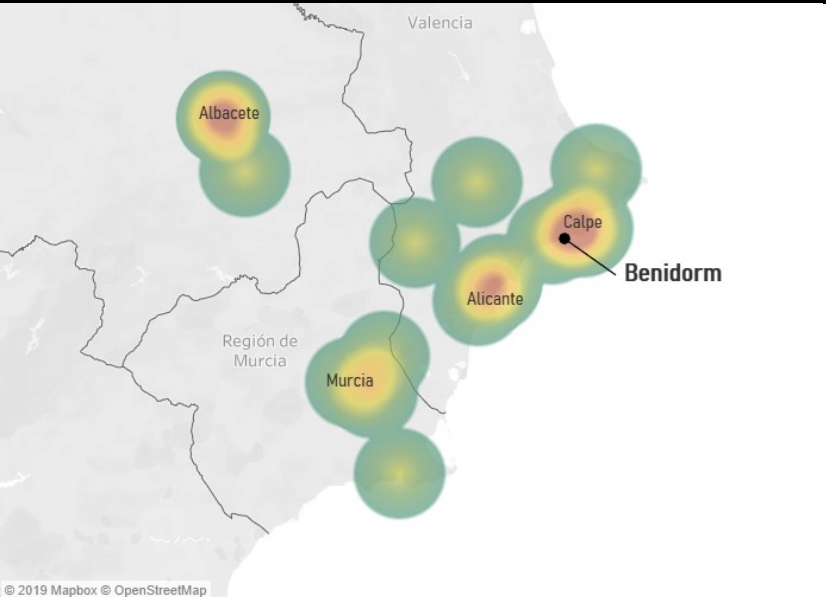 Valencia
Albacete
Calpe
Benidorm
Alicante
Región de
Murcia
Murcia
© 2019 Mapbox © OpenStreetMap